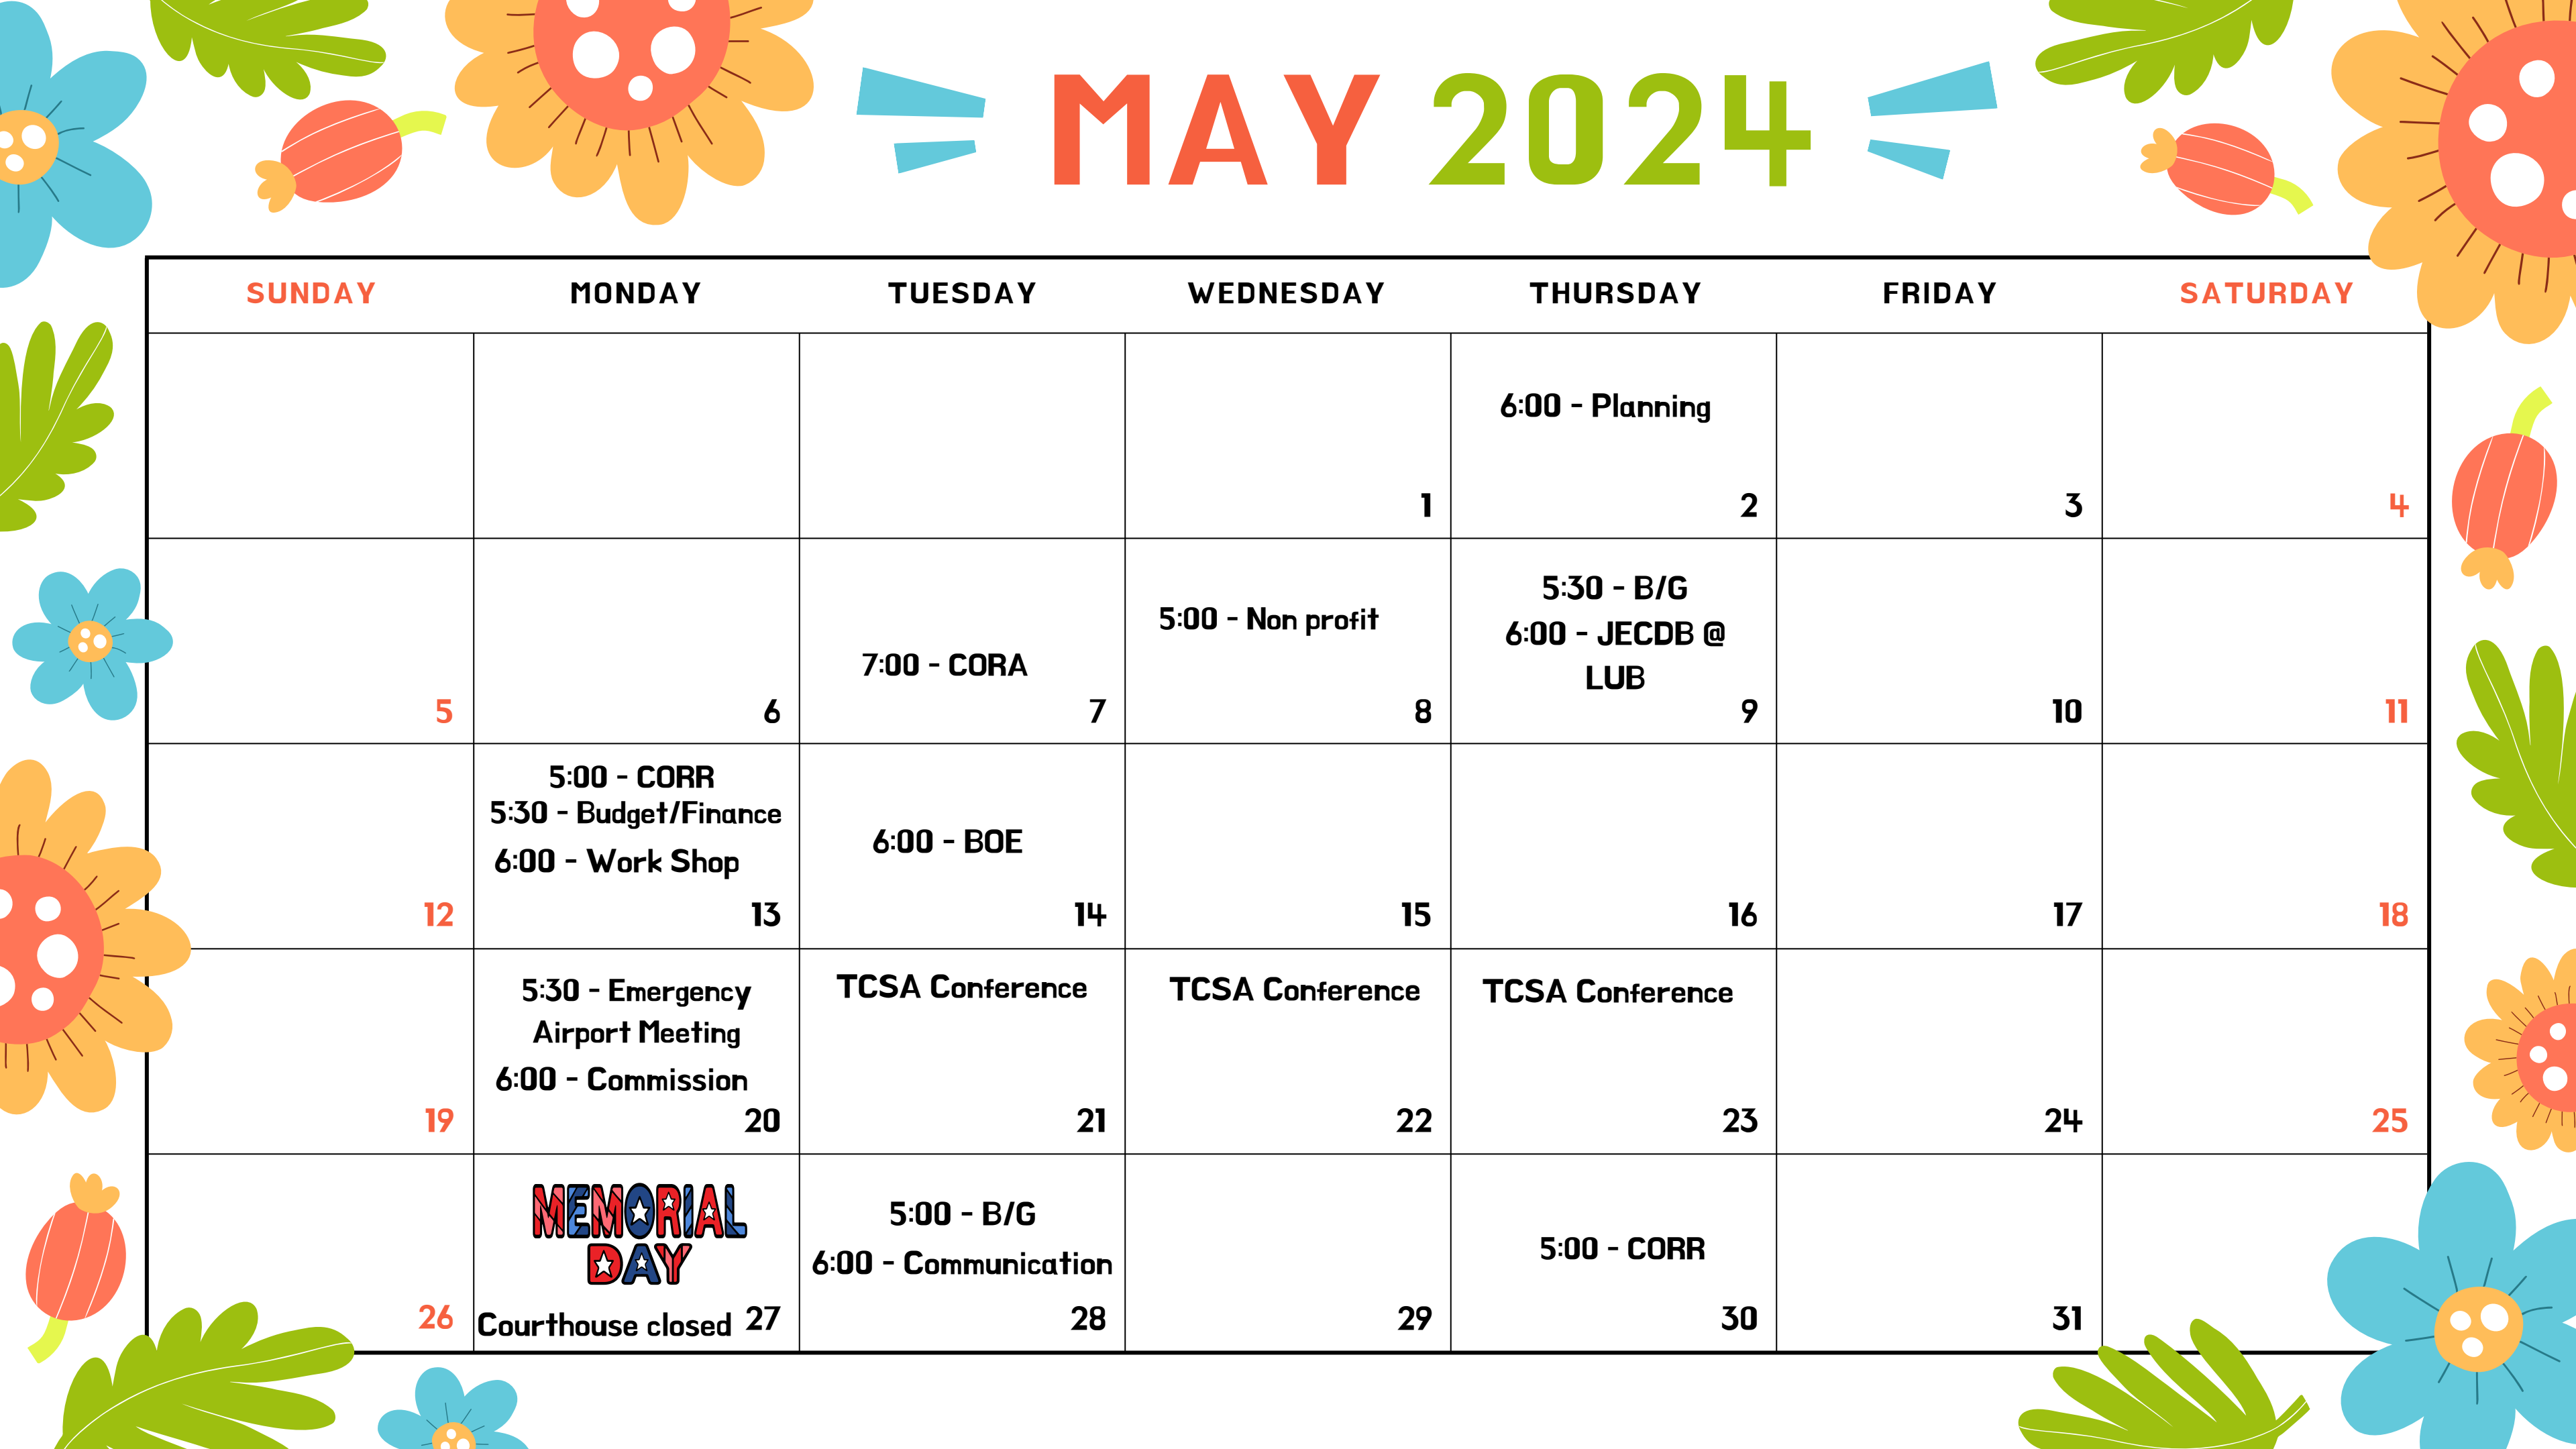 MAY 2024
SUNDAY MONDAY TUESDAY WEDNESDAY THURSDAY FRIDAY SATURDAY
6:00 - Planning
1 2 3 4
7:00 - CORA
5:00 - Non profit
5:30 - B/G
6:00 - JECDB @
LUB
5 6 7 8 9 10 11
5:00 - CORR
5:30 - Budget/Finance
6:00 - Work Shop
6:00 - BOE
12 13 14 15 16 17 18
5:30 - Emergency
Airport Meeting
6:00 - Commission
TCSA Conference
TCSA Conference
TCSA Conference
19 20 21 22 23 24 25
MEMORIAL
DAY
Courthouse closed
5:00 - B/G
6:00 - Communication
5:00 - CORR
26 27 28 29 30 31